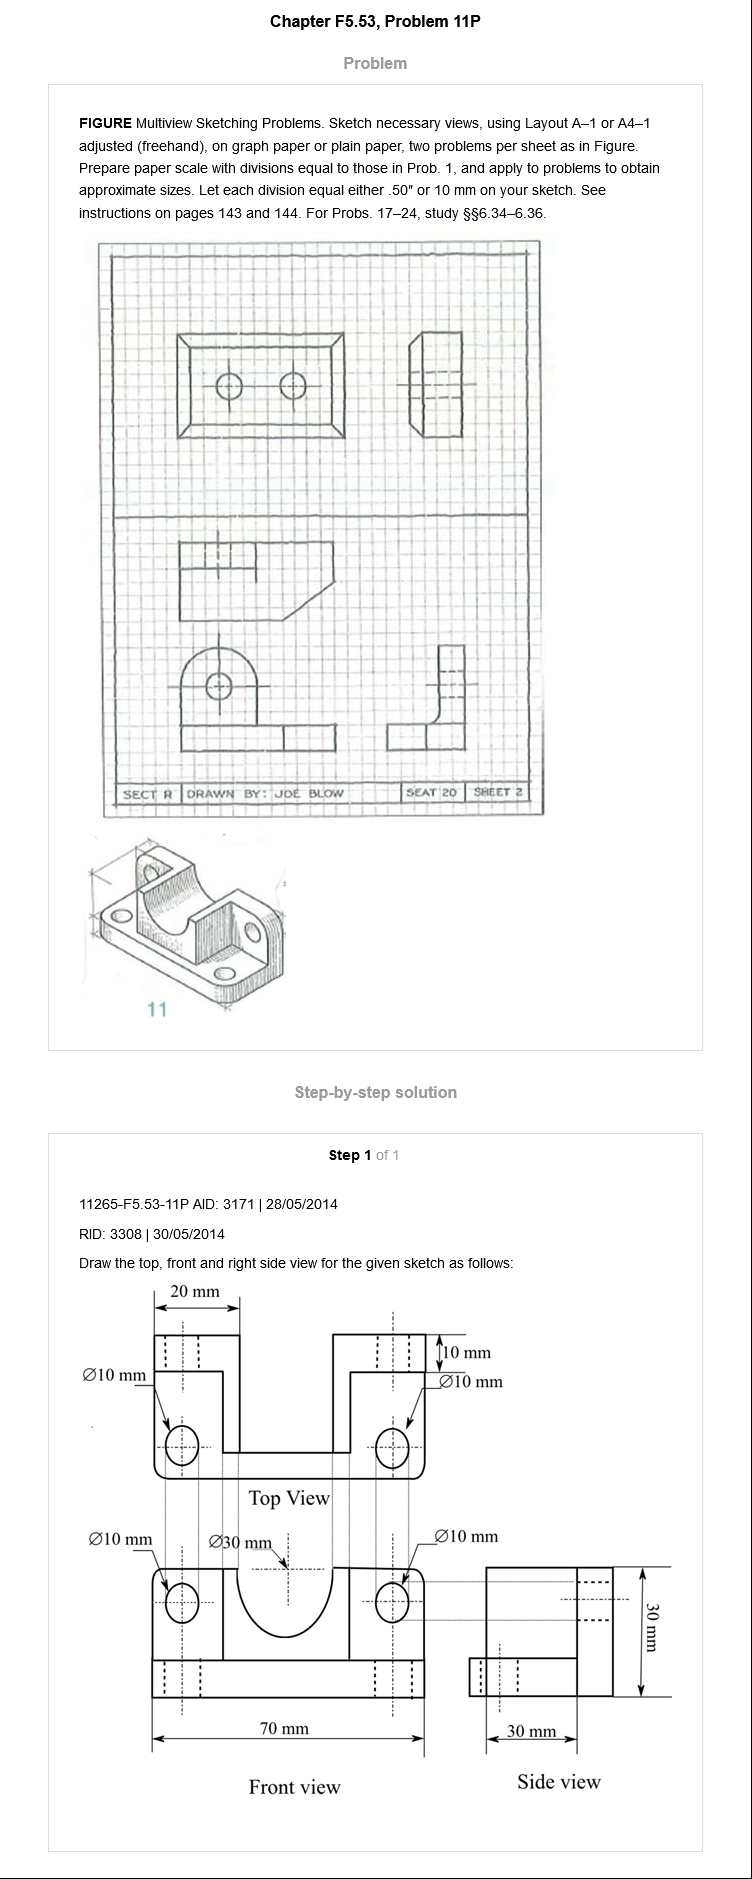 Chapter F5.53, Problem 11P
Problem
FIGURE Multiview Sketching Problems. Sketch necessary views, using Layout A–1 or A4–1
adjusted (freehand), on graph paper or plain paper, two problems per sheet as in Figure.
Prepare paper scale with divisions equal to those in Prob. 1, and apply to problems to obtain
approximate sizes. Let each division equal either .50″ or 10 mm on your sketch. See
instructions on pages 143 and 144. For Probs. 17–24, study §§6.34–6.36.
SECT R DRAWN BY: JOE BLOW SEAT 20 SHEET 2
11
Step-by-step solution
Step 1 of 1
11265-F5.53-11P AID: 3171 | 28/05/2014
RID: 3308 | 30/05/2014
Draw the top, front and right side view for the given sketch as follows:
20 mm
10 mm
∅10 mm
∅10 mm
Top View
∅10 mm
∅30 mm
∅10 mm
30 mm
70 mm
30 mm
Front view
Side view